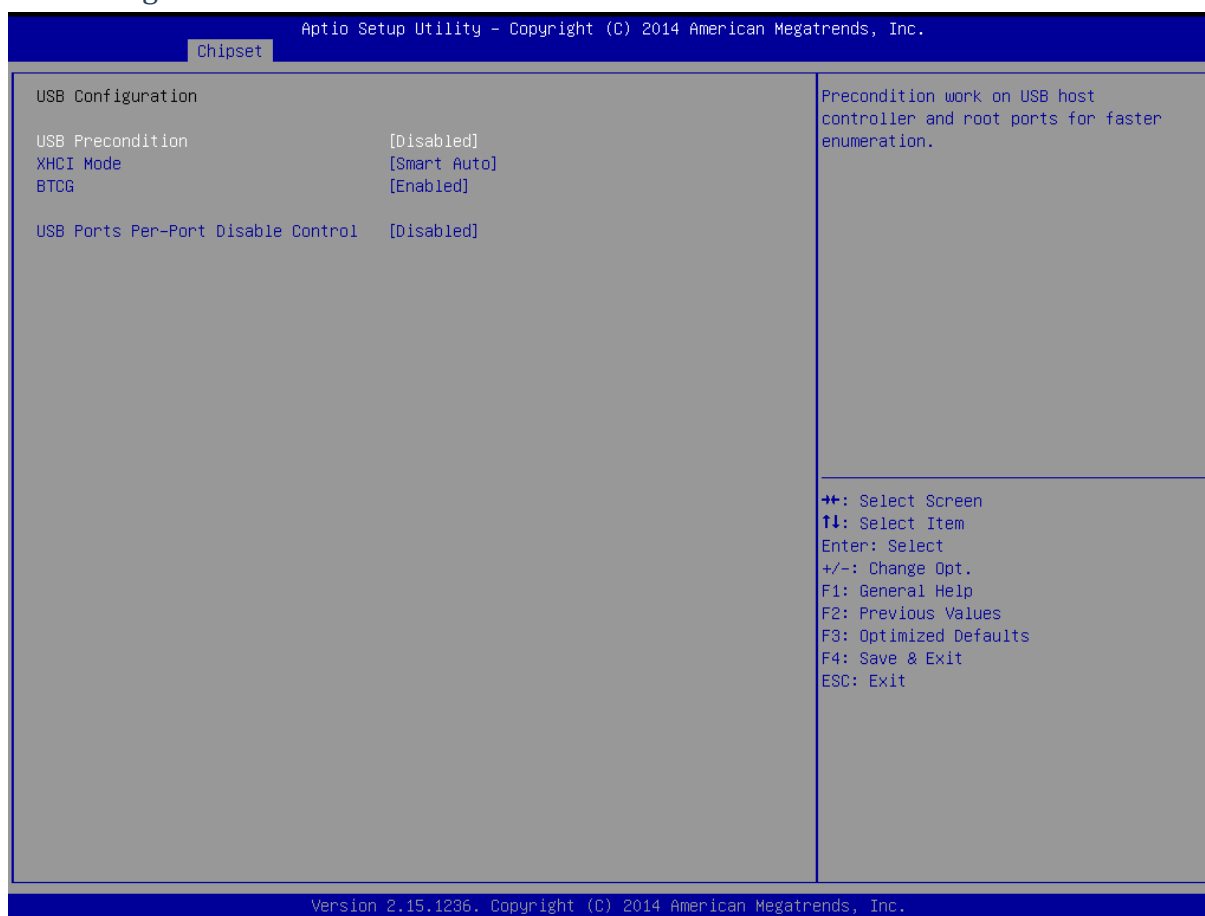 Aptio Setup Utility – Copyright (C) 2014 American Megatrends, Inc.
Chipset
USB Configuration
USB Precondition [Disabled]
XHCI Mode [Smart Auto]
BTCG [Enabled]
USB Ports Per-Port Disable Control [Disabled]
Precondition work on USB host
controller and root ports for faster
enumeration.
→←: Select Screen
↑↓: Select Item
Enter: Select
+/-: Change Opt.
F1: General Help
F2: Previous Values
F3: Optimized Defaults
F4: Save & Exit
ESC: Exit
Version 2.15.1236. Copyright (C) 2014 American Megatrends, Inc.